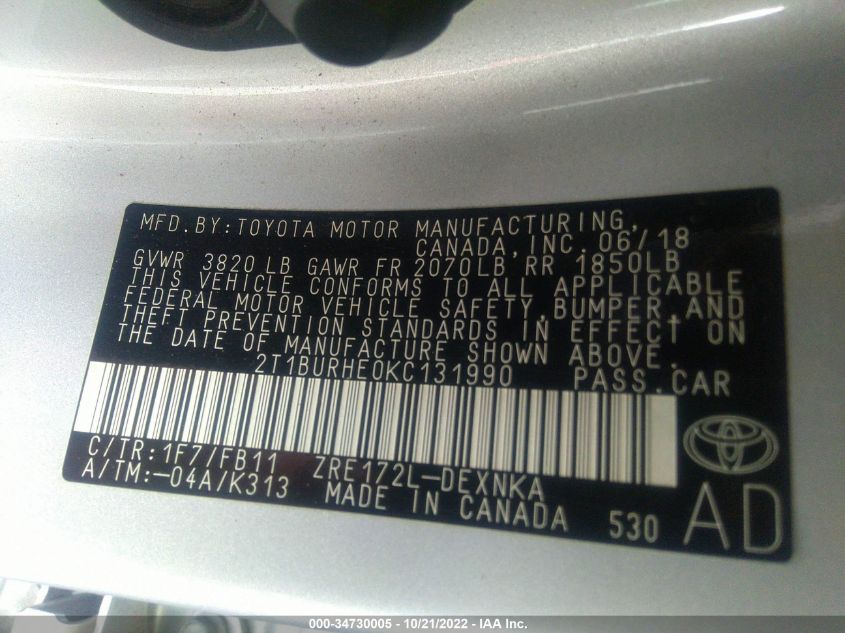 MFD. BY: TOYOTA MOTOR MANUFACTURING,
CANADA, INC. 06/18
GVWR 3820 LB GAWR FR 2070LB RR 1850LB
THIS VEHICLE CONFORMS TO ALL APPLICABLE
FEDERAL MOTOR VEHICLE SAFETY, BUMPER, AND
THEFT PREVENTION STANDARDS IN EFFECT ON
THE DATE OF MANUFACTURE SHOWN ABOVE.
2T1BURHE0KC131990 PASS. CAR
C/TR: 1F7/FB11 ZRE172L-DEXNKA
A/TM: -04A/K313 MADE IN CANADA 530 AD
000-34730005 - 10/21/2022 - IAA Inc.